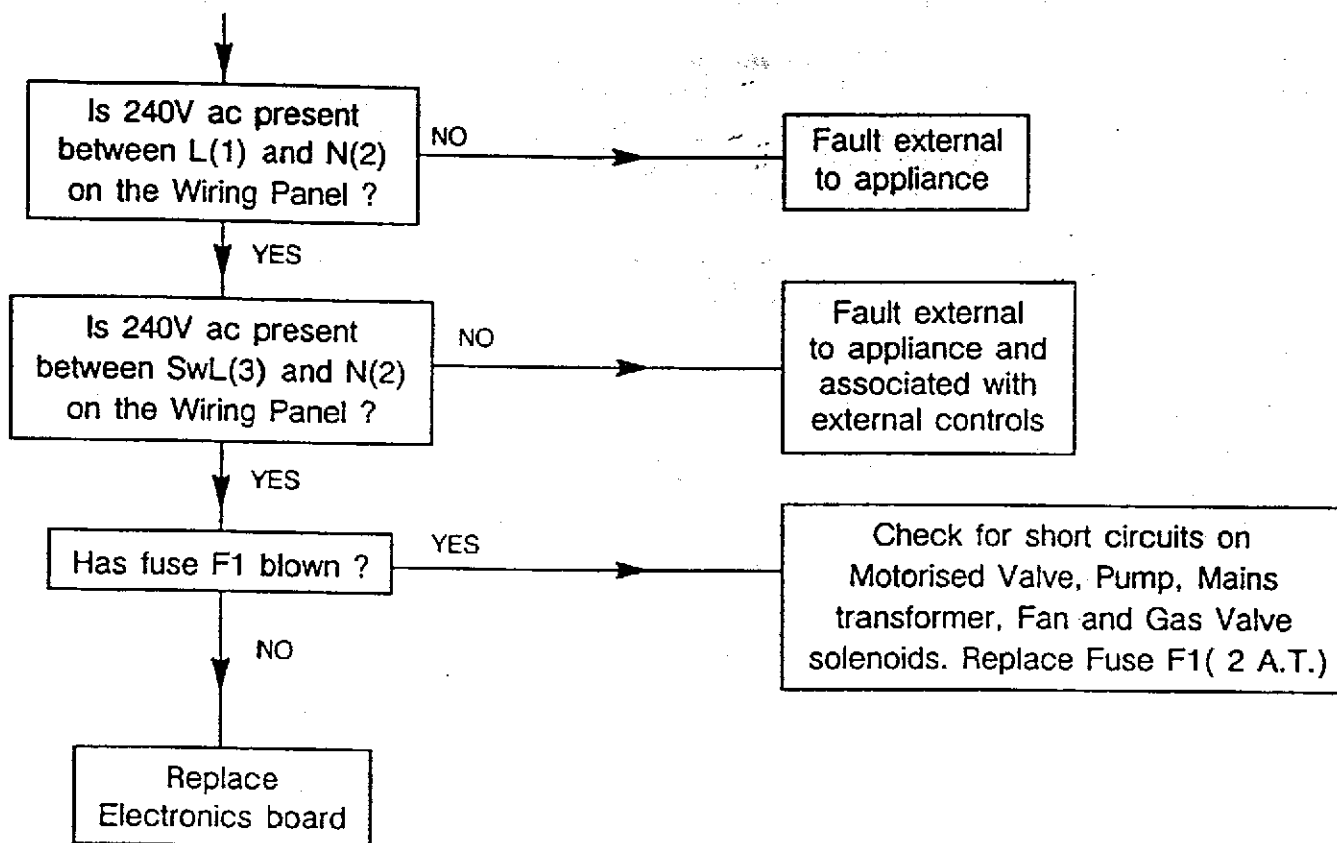 Is 240V ac present
between L(1) and N(2)
on the Wiring Panel ?
NO
Fault external
to appliance
YES
Is 240V ac present
between SwL(3) and N(2)
on the Wiring Panel ?
NO
Fault external
to appliance and
associated with
external controls
YES
Has fuse F1 blown ?
YES
Check for short circuits on
Motorised Valve, Pump, Mains
transformer, Fan and Gas Valve
solenoids. Replace Fuse F1( 2 A.T.)
NO
Replace
Electronics board